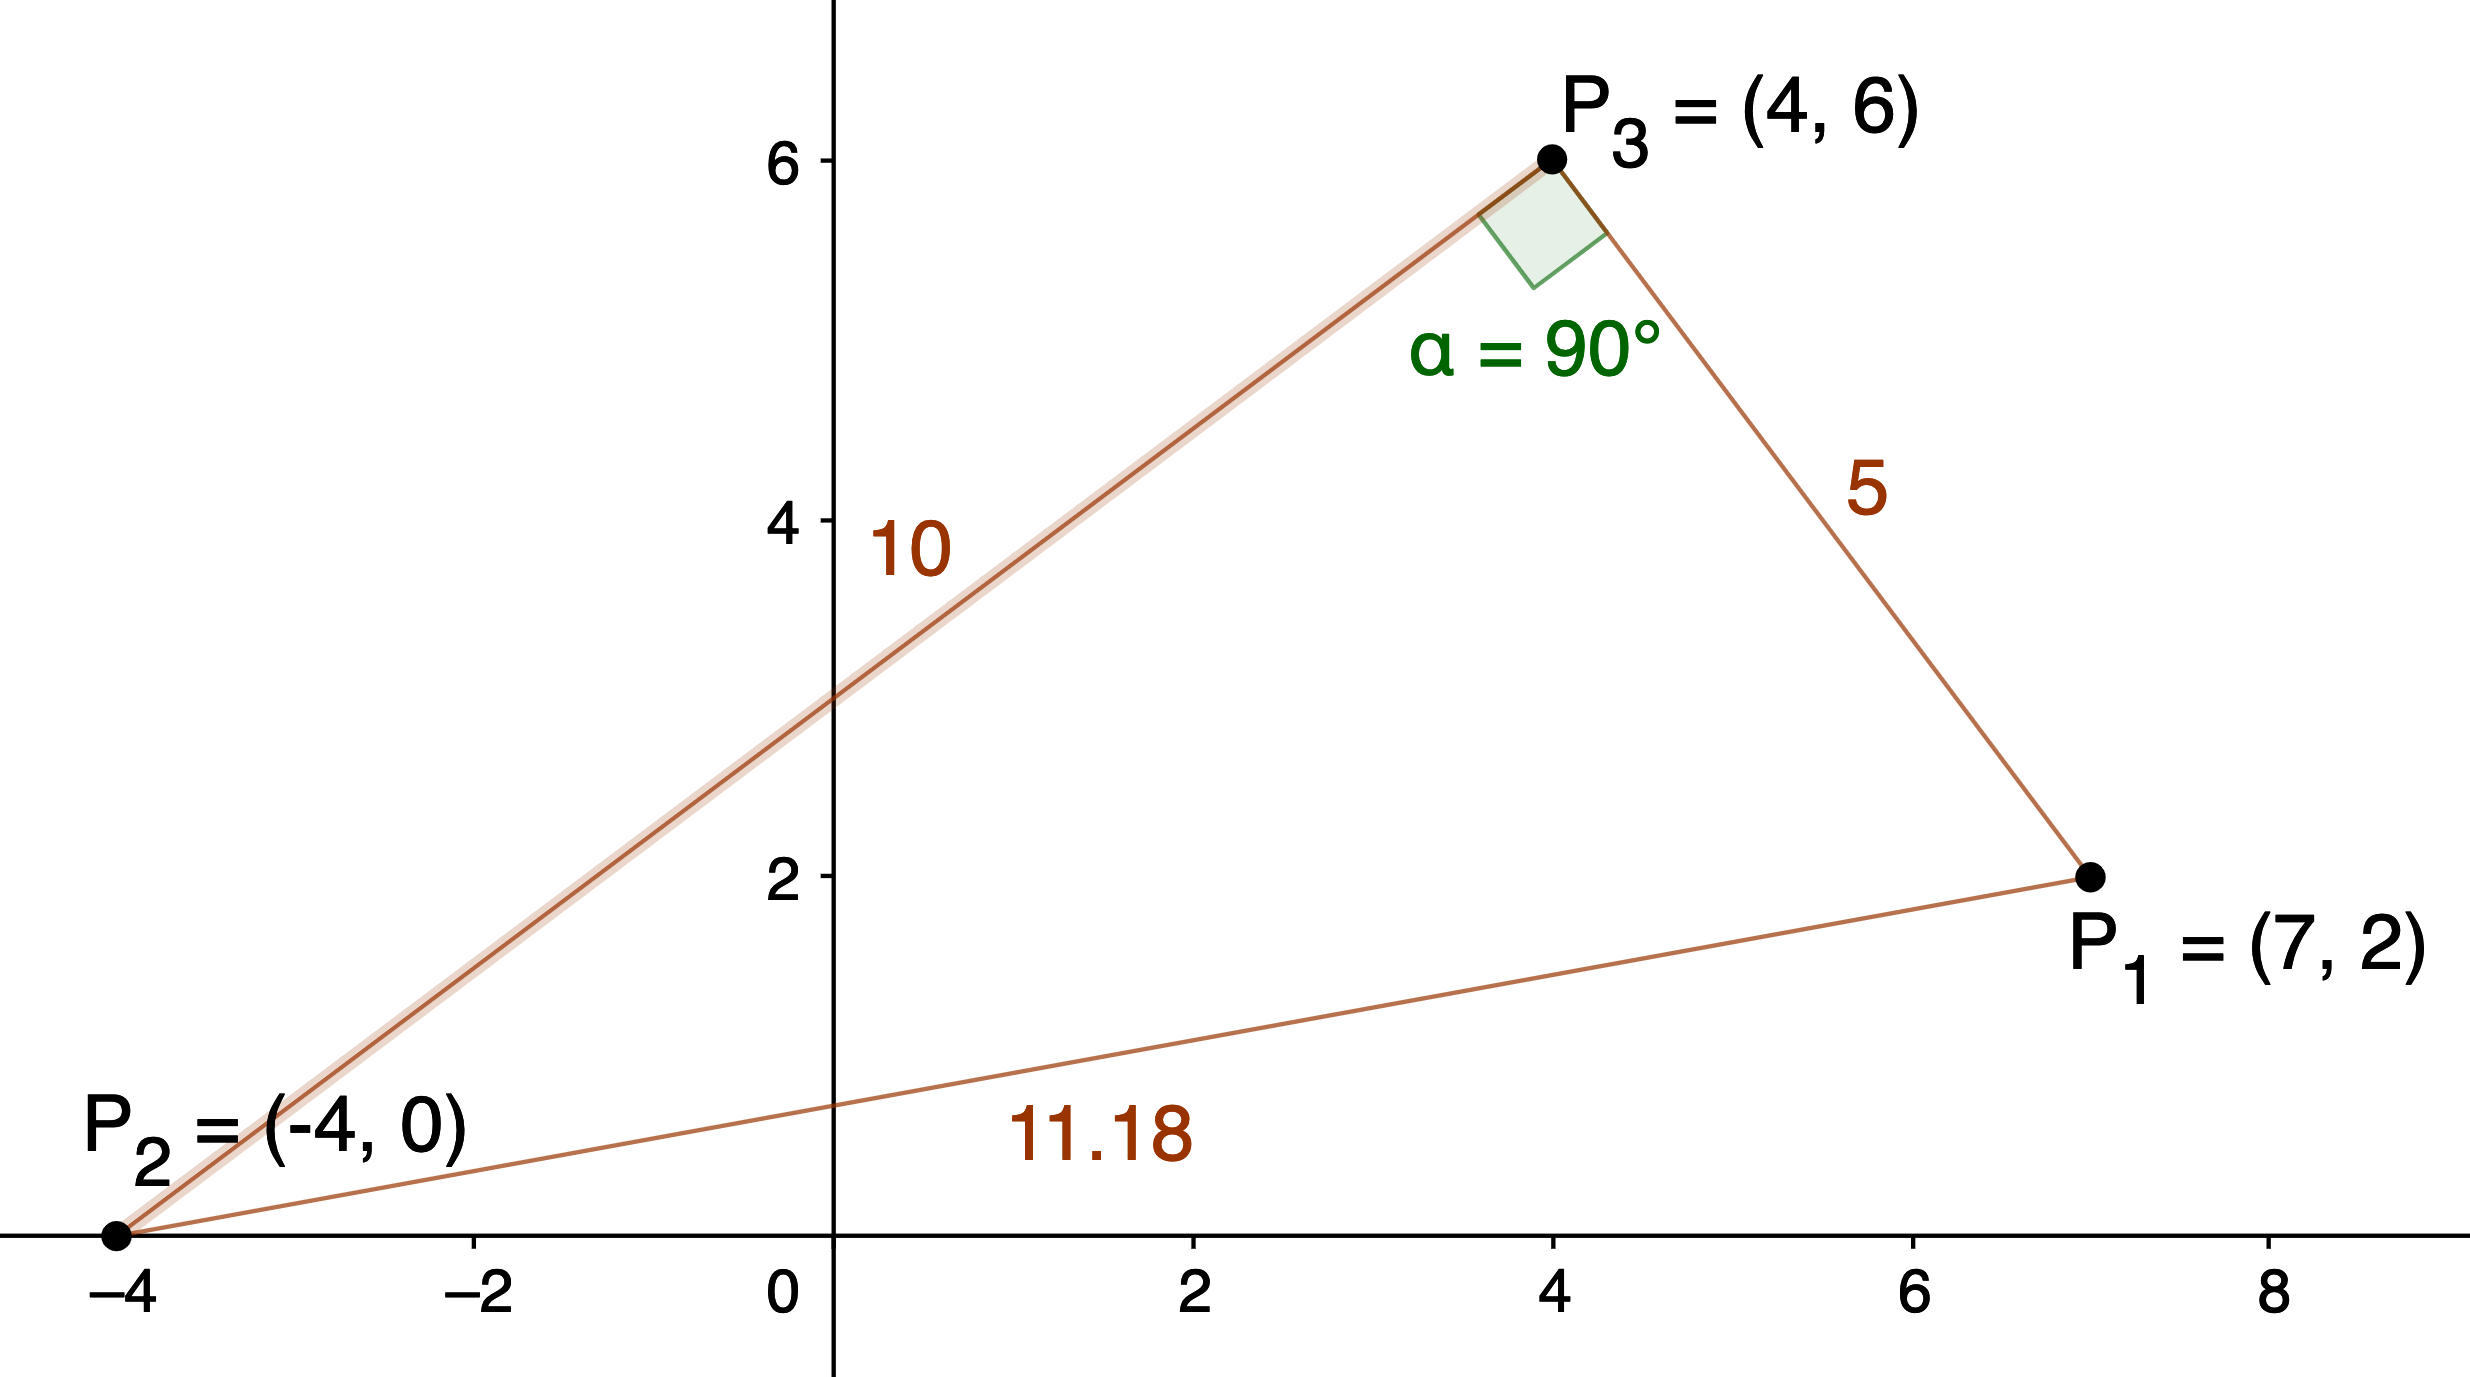 P₃ = (4, 6)
6
α = 90°
5
4
10
2
P₁ = (7, 2)
P₂ = (-4, 0)
11.18
–4 –2 0 2 4 6 8